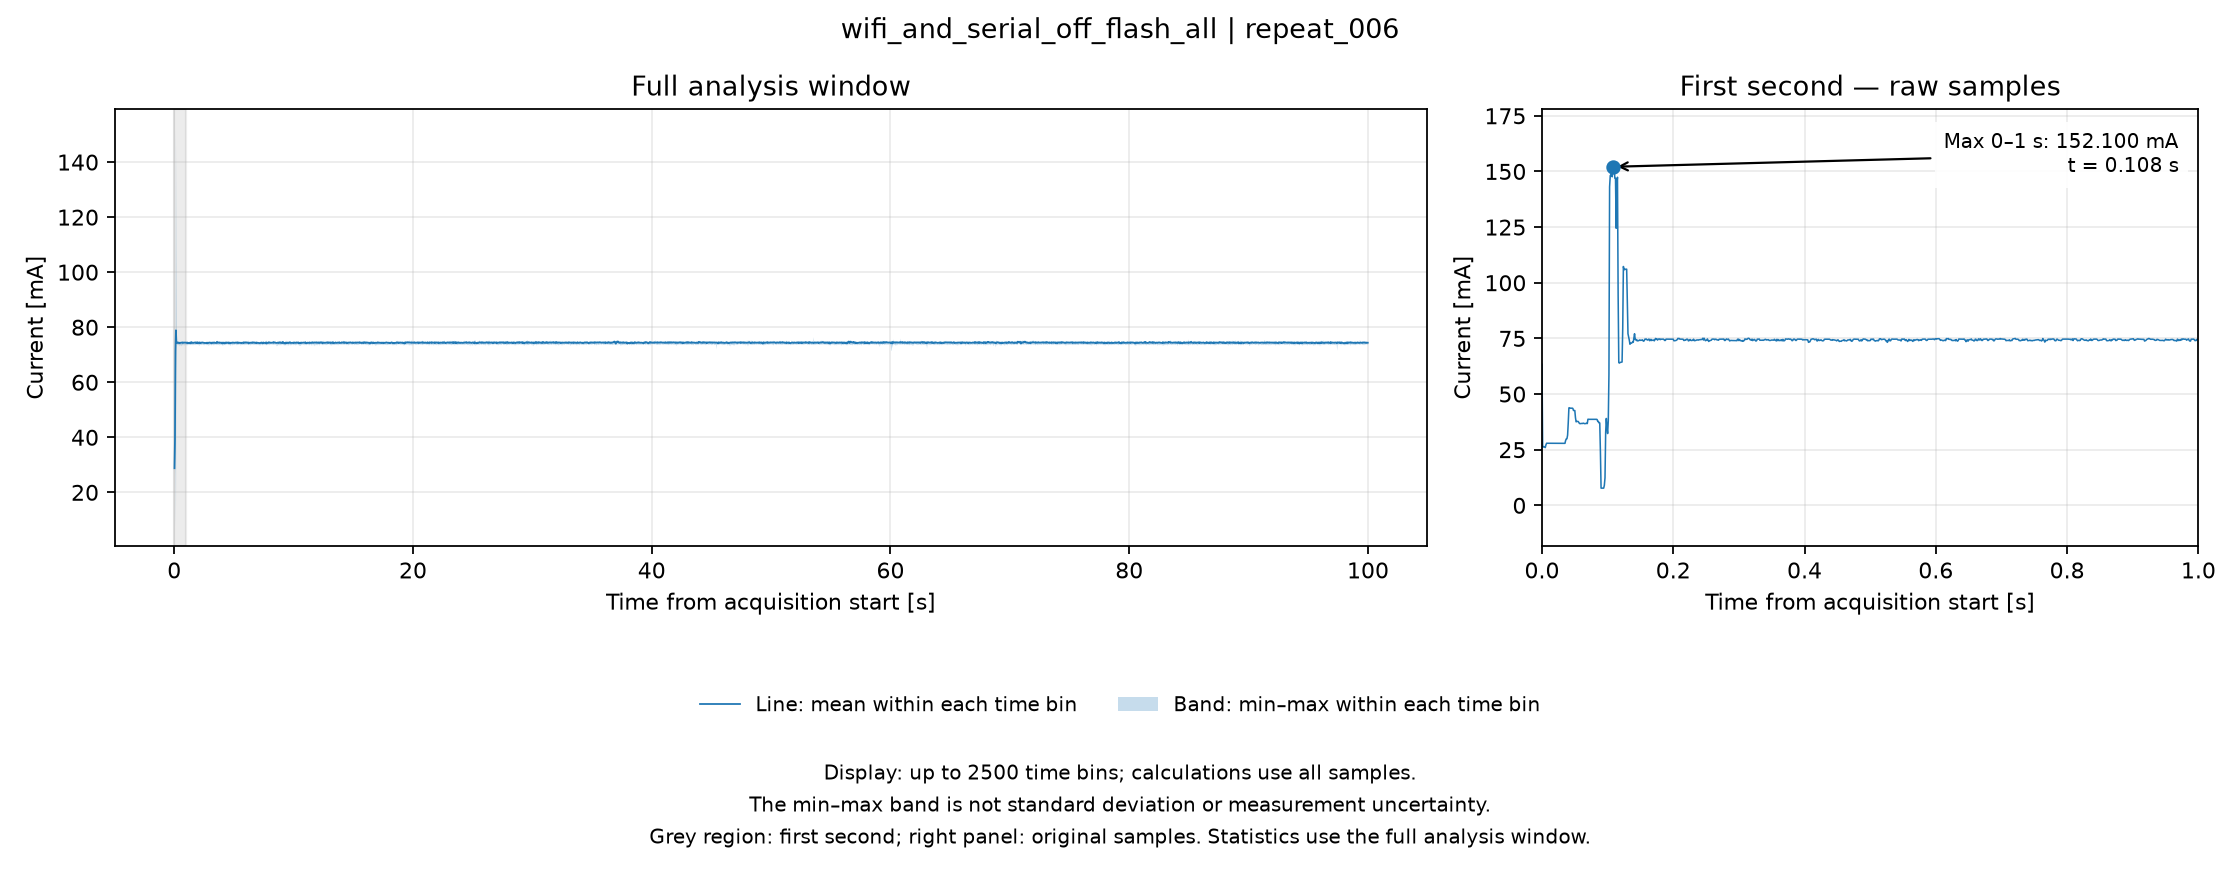 wifi_and_serial_off_flash_all | repeat_006
Full analysis window
Current [mA]
140
120
100
80
60
40
20
0
20
40
60
80
100
Time from acquisition start [s]
First second — raw samples
Current [mA]
175
150
125
100
75
50
25
0
Max 0–1 s: 152.100 mA
t = 0.108 s
0.0
0.2
0.4
0.6
0.8
1.0
Time from acquisition start [s]
Line: mean within each time bin
Band: min–max within each time bin
Display: up to 2500 time bins; calculations use all samples.
The min–max band is not standard deviation or measurement uncertainty.
Grey region: first second; right panel: original samples. Statistics use the full analysis window.